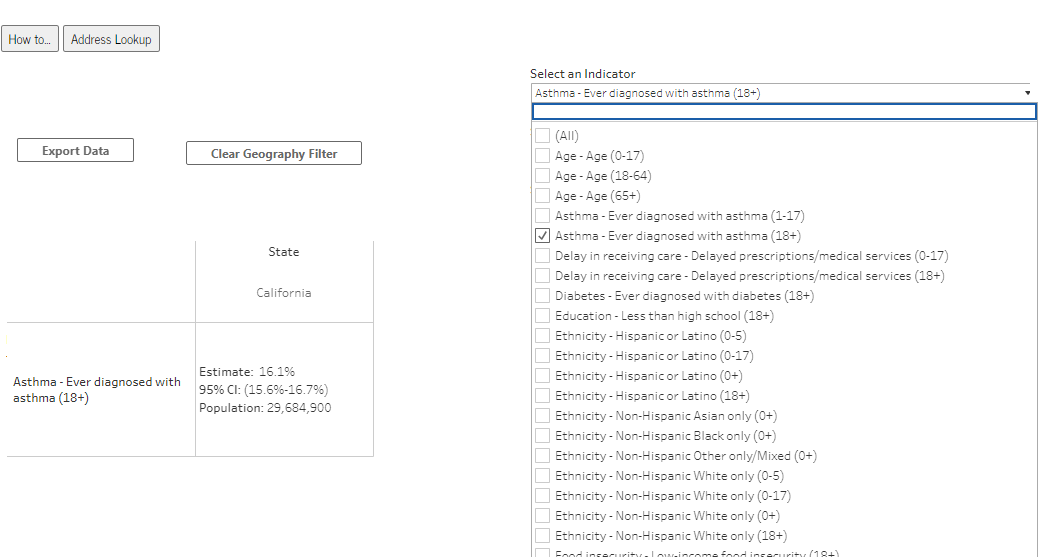 How to...
Address Lookup
Select an Indicator
Asthma - Ever diagnosed with asthma (18+)
Export Data
Clear Geography Filter
State
California
Asthma - Ever diagnosed with
asthma (18+)
Estimate: 16.1%
95% CI: (15.6%-16.7%)
Population: 29,684,900
(All)
Age - Age (0-17)
Age - Age (18-64)
Age - Age (65+)
Asthma - Ever diagnosed with asthma (1-17)
Asthma - Ever diagnosed with asthma (18+)
Delay in receiving care - Delayed prescriptions/medical services (0-17)
Delay in receiving care - Delayed prescriptions/medical services (18+)
Diabetes - Ever diagnosed with diabetes (18+)
Education - Less than high school (18+)
Ethnicity - Hispanic or Latino (0-5)
Ethnicity - Hispanic or Latino (0-17)
Ethnicity - Hispanic or Latino (0+)
Ethnicity - Hispanic or Latino (18+)
Ethnicity - Non-Hispanic Asian only (0+)
Ethnicity - Non-Hispanic Black only (0+)
Ethnicity - Non-Hispanic Other only/Mixed (0+)
Ethnicity - Non-Hispanic White only (0-5)
Ethnicity - Non-Hispanic White only (0-17)
Ethnicity - Non-Hispanic White only (0+)
Ethnicity - Non-Hispanic White only (18+)
Food insecurity - Low-income food insecurity (18+)